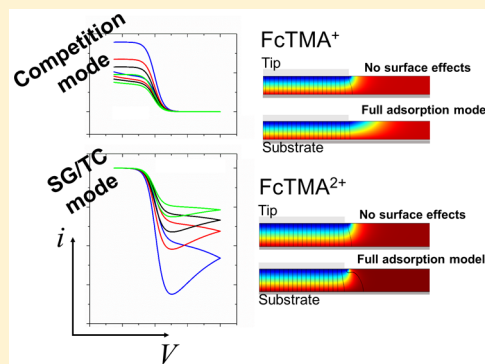 Competition
mode
SG/TC
mode
i
V
FcTMA⁺
Tip
No surface effects
Full adsorption model
Substrate
FcTMA²⁺
Tip
No surface effects
Full adsorption model
Substrate